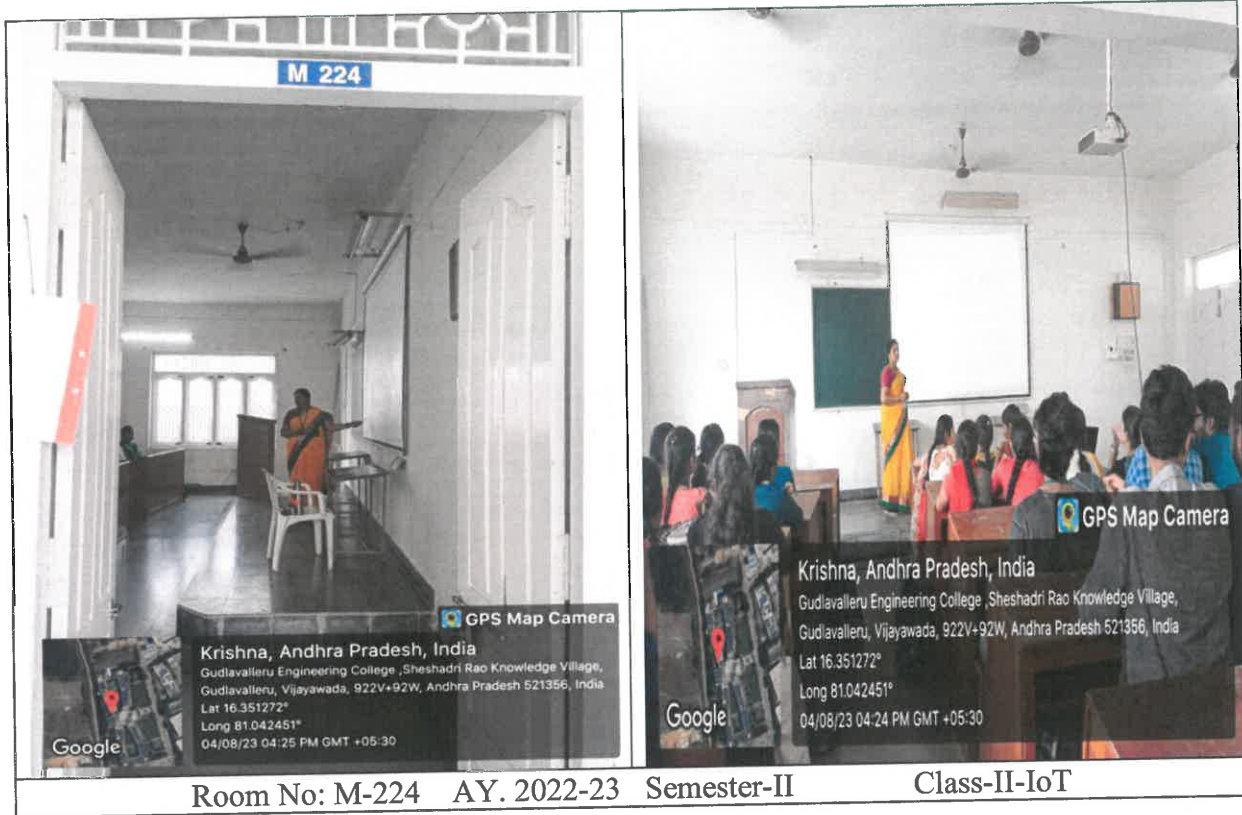 M 224
GPS Map Camera
Krishna, Andhra Pradesh, India
Gudlavalleru Engineering College ,Sheshadri Rao Knowledge Village,
Gudlavalleru, Vijayawada, 922V+92W, Andhra Pradesh 521356, India
Lat 16.351272°
Long 81.042451°
04/08/23 04:25 PM GMT +05:30
Google
GPS Map Camera
Krishna, Andhra Pradesh, India
Gudlavalleru Engineering College ,Sheshadri Rao Knowledge Village,
Gudlavalleru, Vijayawada, 922V+92W, Andhra Pradesh 521356, India
Lat 16.351272°
Long 81.042451°
04/08/23 04:24 PM GMT +05:30
Google
Room No: M-224 AY. 2022-23 Semester-II Class-II-IoT